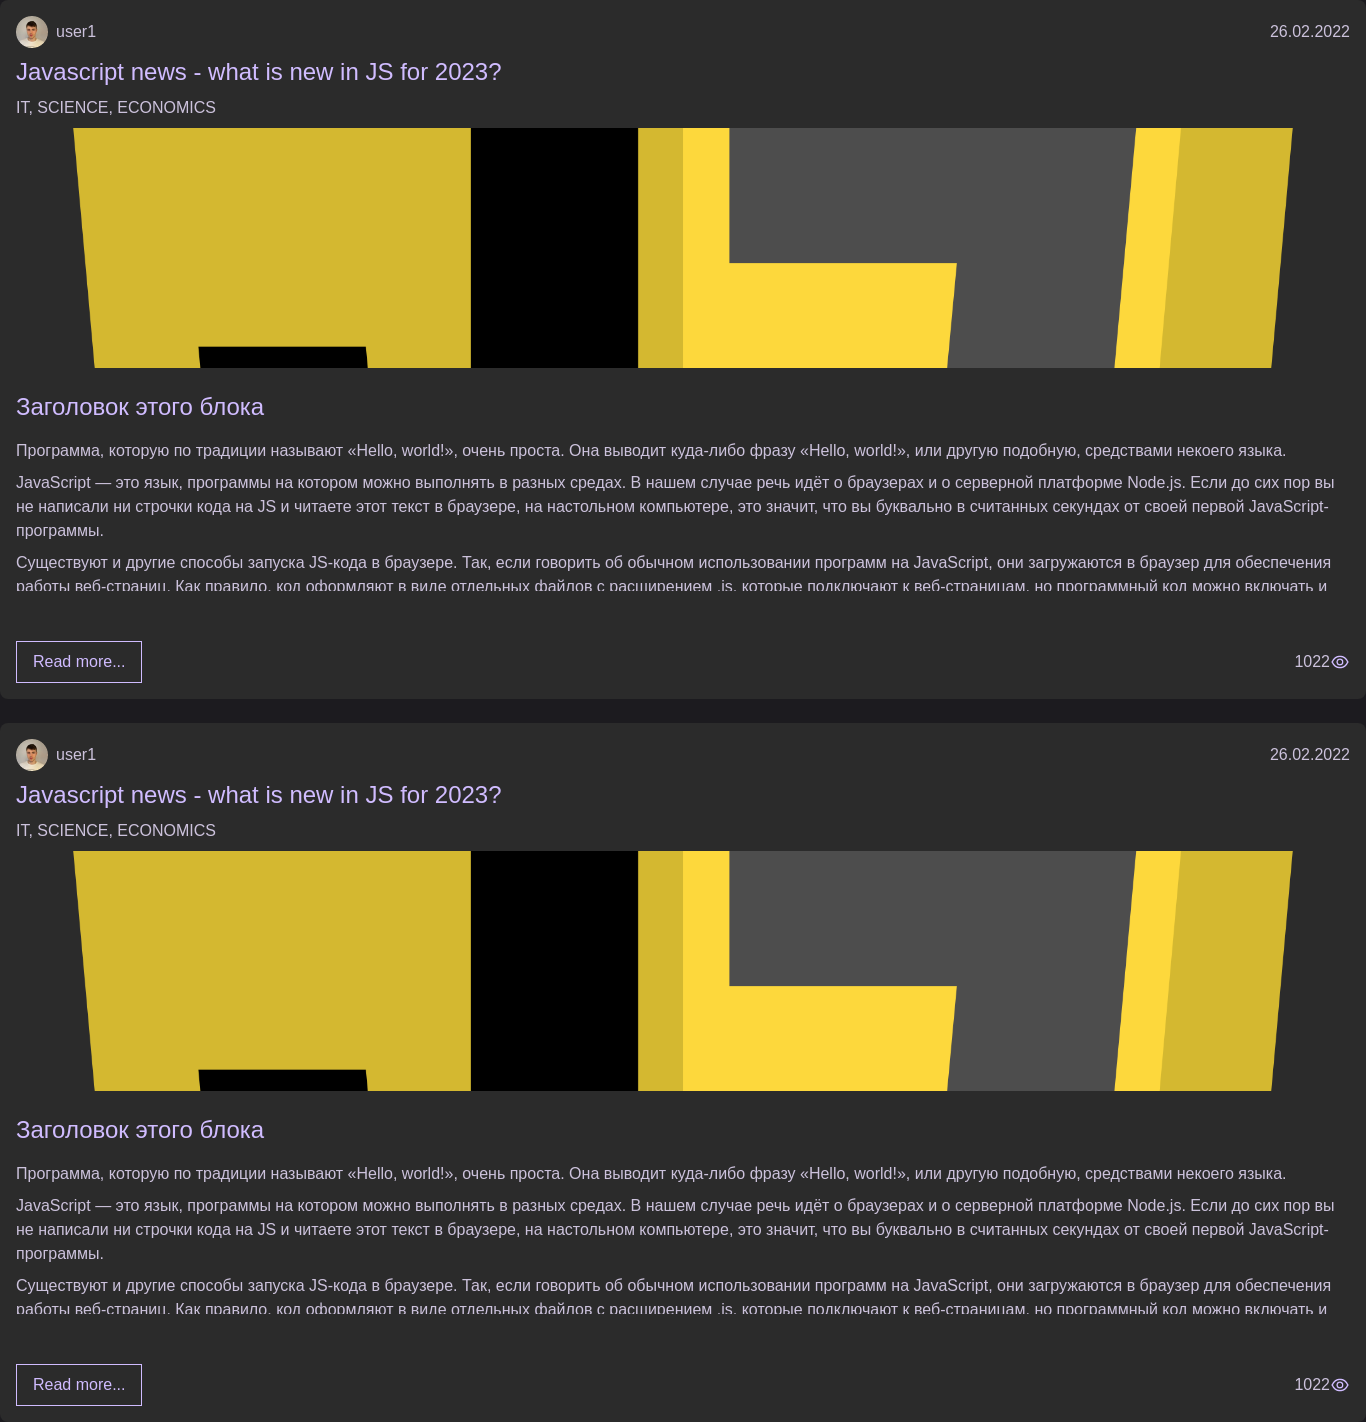 user1
26.02.2022
Javascript news - what is new in JS for 2023?
IT, SCIENCE, ECONOMICS
Заголовок этого блока
Программа, которую по традиции называют «Hello, world!», очень проста. Она выводит куда-либо фразу «Hello, world!», или другую подобную, средствами некоего языка.
JavaScript — это язык, программы на котором можно выполнять в разных средах. В нашем случае речь идёт о браузерах и о серверной платформе Node.js. Если до сих пор вы
не написали ни строчки кода на JS и читаете этот текст в браузере, на настольном компьютере, это значит, что вы буквально в считанных секундах от своей первой JavaScript-
программы.
Существуют и другие способы запуска JS-кода в браузере. Так, если говорить об обычном использовании программ на JavaScript, они загружаются в браузер для обеспечения
работы веб-страниц. Как правило, код оформляют в виде отдельных файлов с расширением .js, которые подключают к веб-страницам, но программный код можно включать и
Read more...
1022
user1
26.02.2022
Javascript news - what is new in JS for 2023?
IT, SCIENCE, ECONOMICS
Заголовок этого блока
Программа, которую по традиции называют «Hello, world!», очень проста. Она выводит куда-либо фразу «Hello, world!», или другую подобную, средствами некоего языка.
JavaScript — это язык, программы на котором можно выполнять в разных средах. В нашем случае речь идёт о браузерах и о серверной платформе Node.js. Если до сих пор вы
не написали ни строчки кода на JS и читаете этот текст в браузере, на настольном компьютере, это значит, что вы буквально в считанных секундах от своей первой JavaScript-
программы.
Существуют и другие способы запуска JS-кода в браузере. Так, если говорить об обычном использовании программ на JavaScript, они загружаются в браузер для обеспечения
работы веб-страниц. Как правило, код оформляют в виде отдельных файлов с расширением .js, которые подключают к веб-страницам, но программный код можно включать и
Read more...
1022